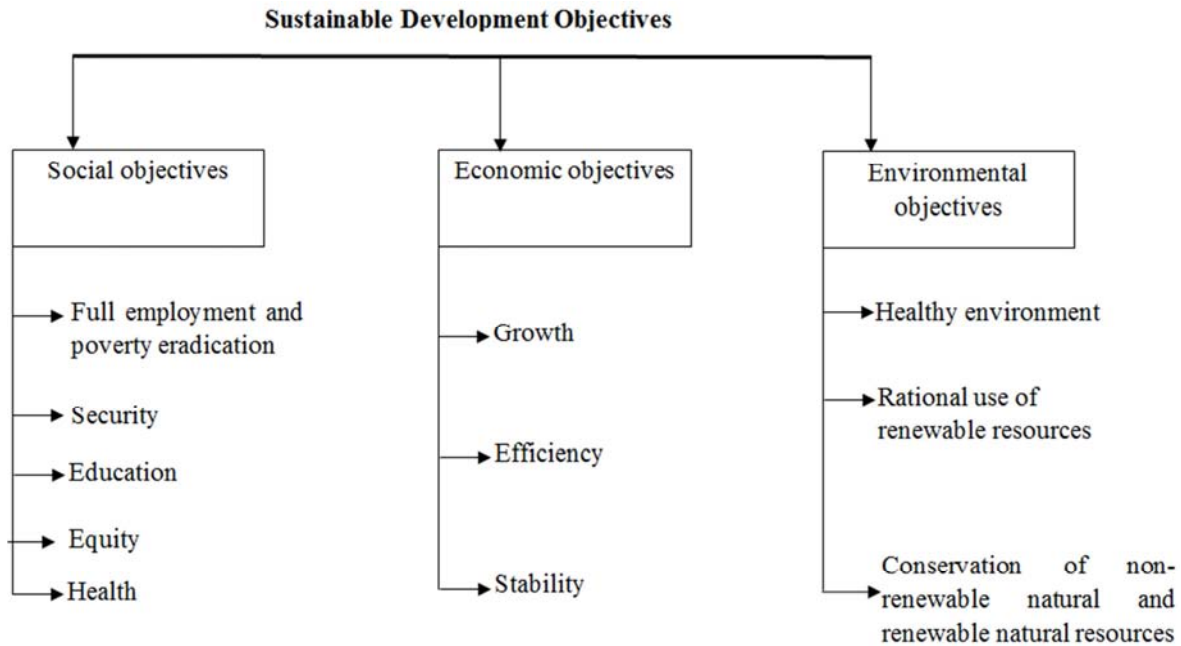 Sustainable Development Objectives
Social objectives
Full employment and
poverty eradication
Security
Education
Equity
Health
Economic objectives
Growth
Efficiency
Stability
Environmental
objectives
Healthy environment
Rational use of
renewable resources
Conservation of non-
renewable natural and
renewable natural resources